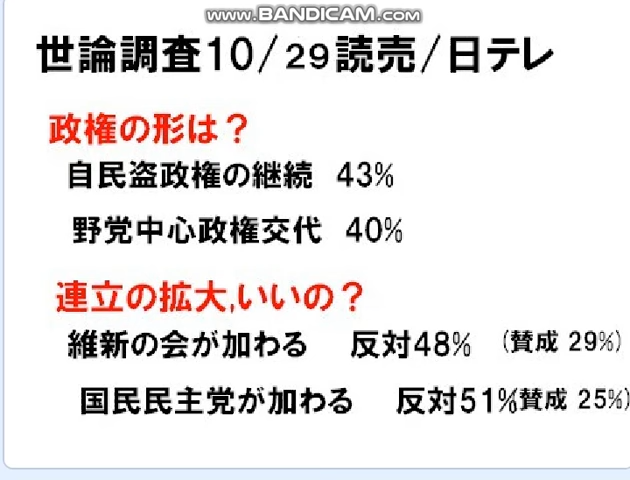 www.BANDICAM.com
世論調査10/29読売/日テレ
政権の形は？
自民盗政権の継続 43%
野党中心政権交代 40%
連立の拡大,いいの？
維新の会が加わる 反対48% (賛成 29%)
国民民主党が加わる 反対51%(賛成 25%)